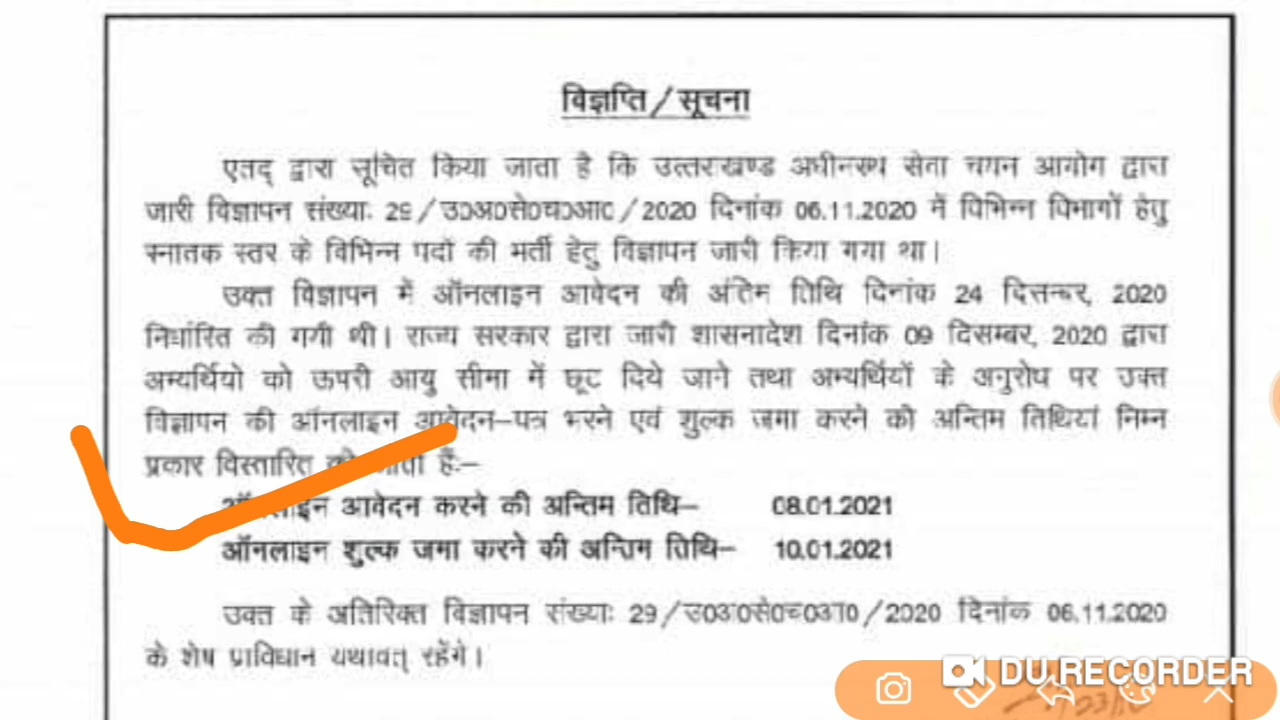 विज्ञप्ति/सूचना
एतद् द्वारा सूचित किया जाता है कि उत्तराखण्ड अधीनस्थ सेवा चयन आयोग द्वारा
जारी विज्ञापन संख्याः 29/उ0अ0से0च0आ0/2020 दिनांक 06.11.2020 में विभिन्न विभागों हेतु
स्नातक स्तर के विभिन्न पदों की भर्ती हेतु विज्ञापन जारी किया गया था।
उक्त विज्ञापन में ऑनलाइन आवेदन की अंतिम तिथि दिनांक 24 दिसम्बर, 2020
निर्धारित की गयी थी। राज्य सरकार द्वारा जारी शासनादेश दिनांक 09 दिसम्बर, 2020 द्वारा
अभ्यर्थियों को ऊपरी आयु सीमा में छूट दिये जाने तथा अभ्यर्थियों के अनुरोध पर उक्त
विज्ञापन की ऑनलाइन आवेदन-पत्र भरने एवं शुल्क जमा करने की अन्तिम तिथियां निम्न
प्रकार विस्तारित की जाती हैः-
ऑनलाइन आवेदन करने की अन्तिम तिथि- 08.01.2021
ऑनलाइन शुल्क जमा करने की अन्तिम तिथि- 10.01.2021
उक्त के अतिरिक्त विज्ञापन संख्याः 29/उ0अ0से0च0आ0/2020 दिनांक 06.11.2020
के शेष प्राविधान यथावत् रहेंगे।
DU RECORDER